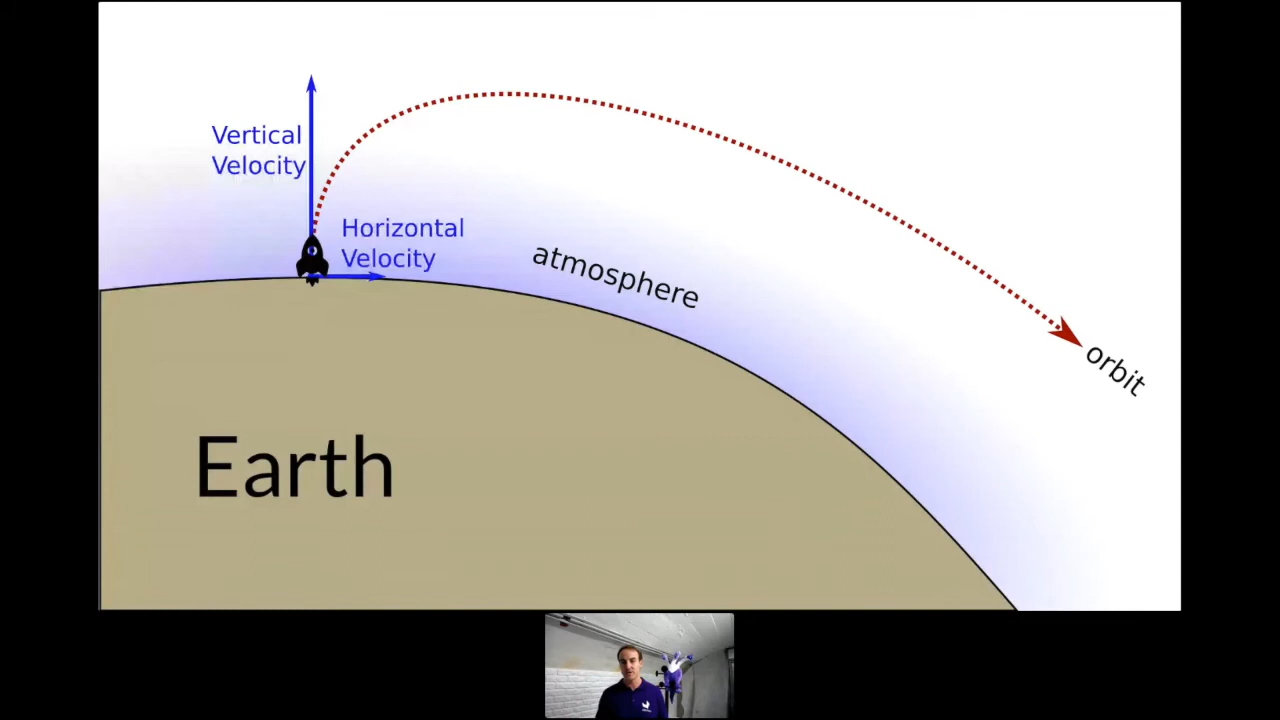 Vertical
Velocity
Horizontal
Velocity
atmosphere
orbit
Earth